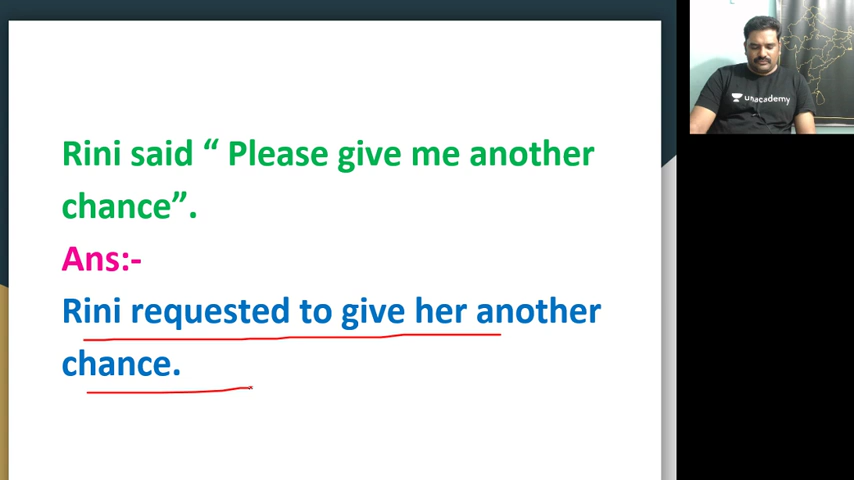 Rini said “ Please give me another
chance”.
Ans:-
Rini requested to give her another
chance.
unacademy